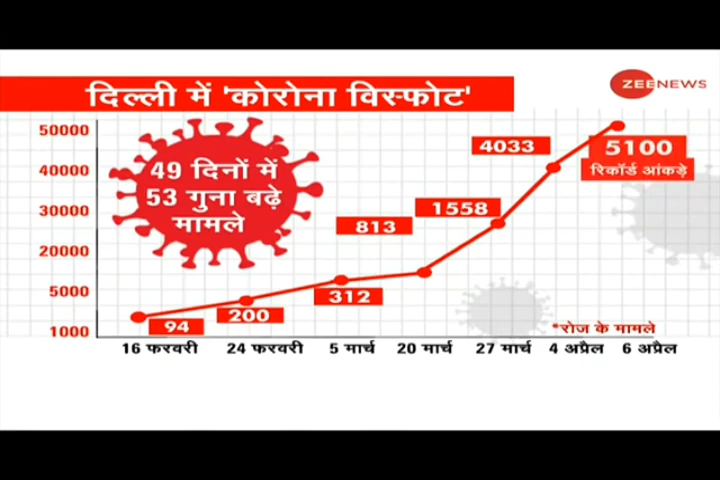 दिल्ली में 'कोरोना विस्फोट'
ZEENEWS
49 दिनों में
53 गुना बढ़े
मामले
50000
40000
30000
20000
5000
1000
94
200
312
813
1558
4033
5100
रिकॉर्ड आंकड़े
*रोज के मामले
16 फरवरी 24 फरवरी 5 मार्च 20 मार्च 27 मार्च 4 अप्रैल 6 अप्रैल